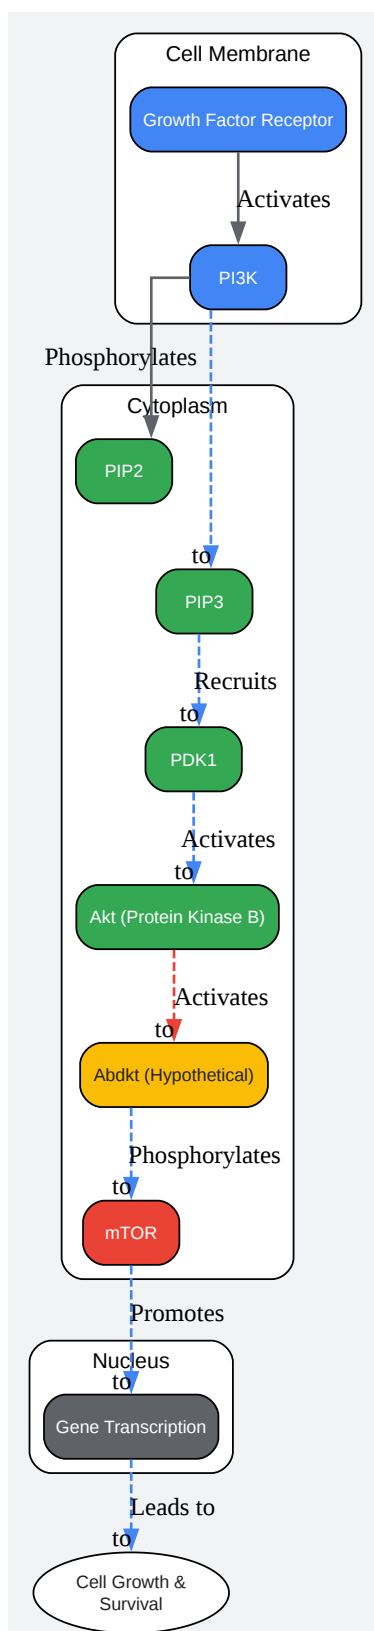 Cell Membrane
Growth Factor Receptor
Activates
PI3K
Phosphorylates
Cytoplasm
PIP2
to
PIP3
Recruits
to
PDK1
Activates
to
Akt (Protein Kinase B)
Activates
to
Abdkt (Hypothetical)
Phosphorylates
to
mTOR
Promotes
Nucleus
to
Gene Transcription
Leads to
to
Cell Growth &
Survival